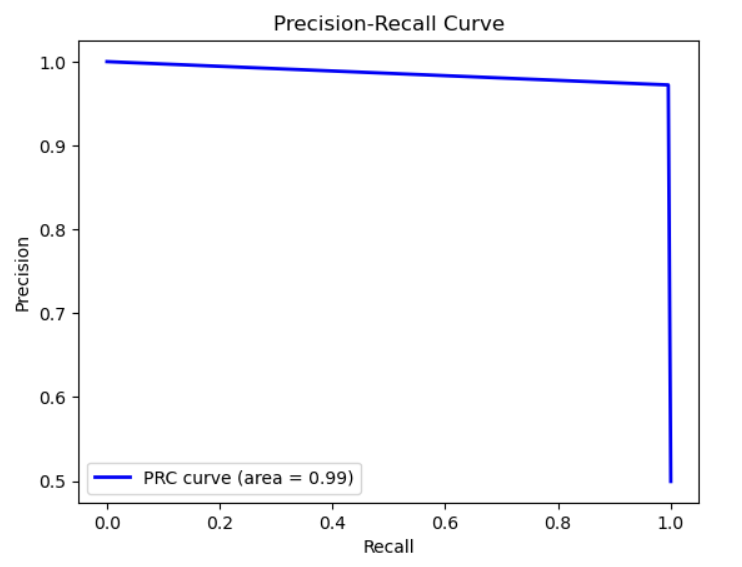 Precision-Recall Curve
1.0
0.9
0.8
0.7
0.6
0.5
Precision
PRC curve (area = 0.99)
0.0 0.2 0.4 0.6 0.8 1.0
Recall